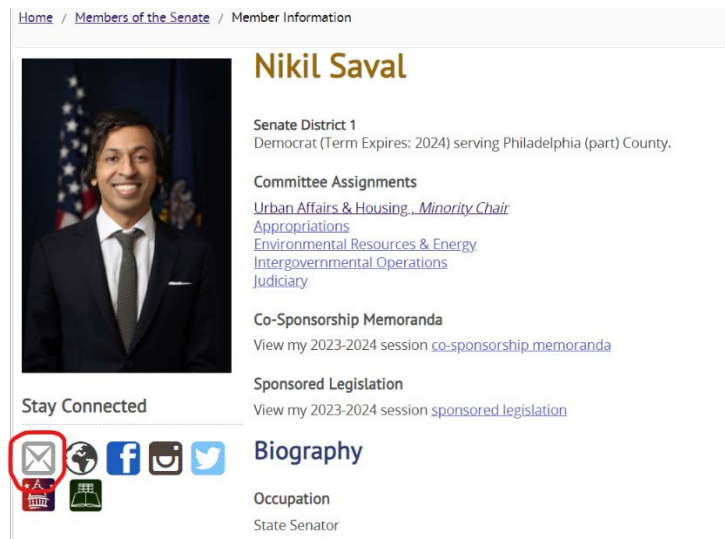 Home / Members of the Senate / Member Information
Nikil Saval
Senate District 1
Democrat (Term Expires: 2024) serving Philadelphia (part) County.
Committee Assignments
Urban Affairs & Housing , Minority Chair
Appropriations
Environmental Resources & Energy
Intergovernmental Operations
Judiciary
Co-Sponsorship Memoranda
View my 2023-2024 session co-sponsorship memoranda
Sponsored Legislation
View my 2023-2024 session sponsored legislation
Stay Connected
Biography
Occupation
State Senator